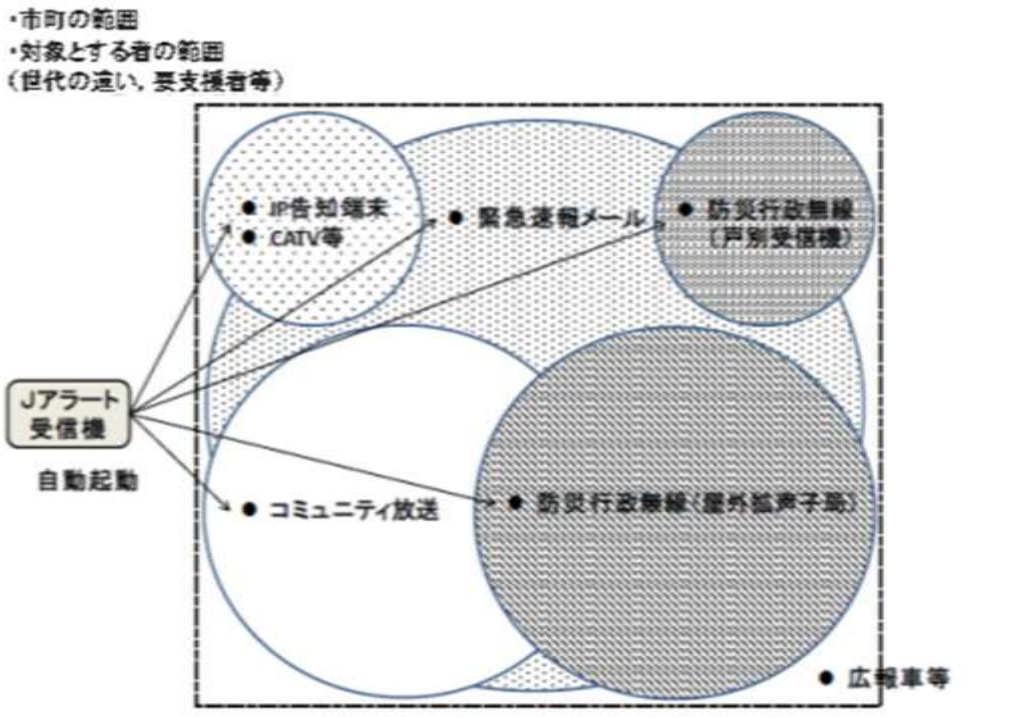 ・市町の範囲
・対象とする者の範囲
（世代の違い，要支援者等）
● IP告知端末
● CATV等
● 緊急速報メール
● 防災行政無線
（戸別受信機）
Jアラート
受信機
自動起動
● コミュニティ放送
● 防災行政無線（屋外拡声子局）
● 広報車等